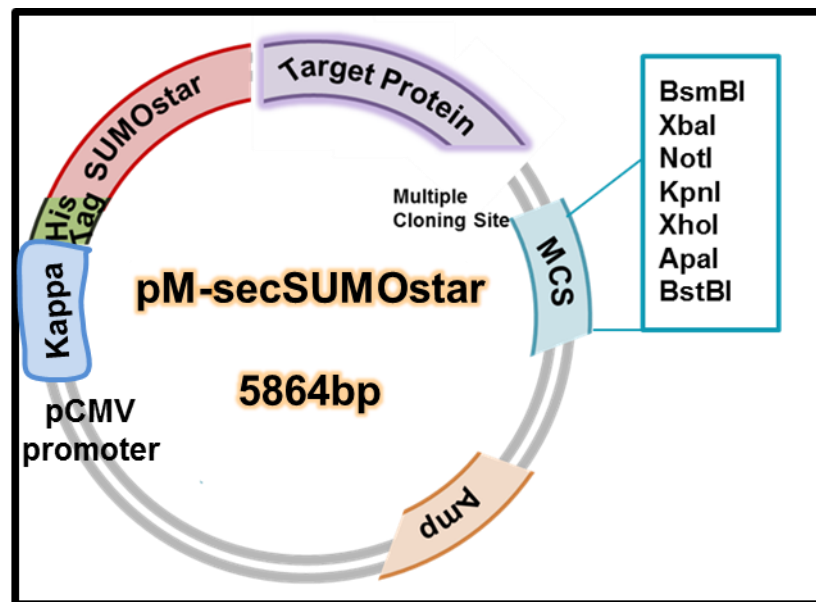 Target Protein
SUMOstar
His
Tag
Kappa
pCMV
promoter
Multiple
Cloning Site
MCS
BsmBI
XbaI
NotI
KpnI
XhoI
ApaI
BstBI
pM-secSUMOstar
5864bp
Amp